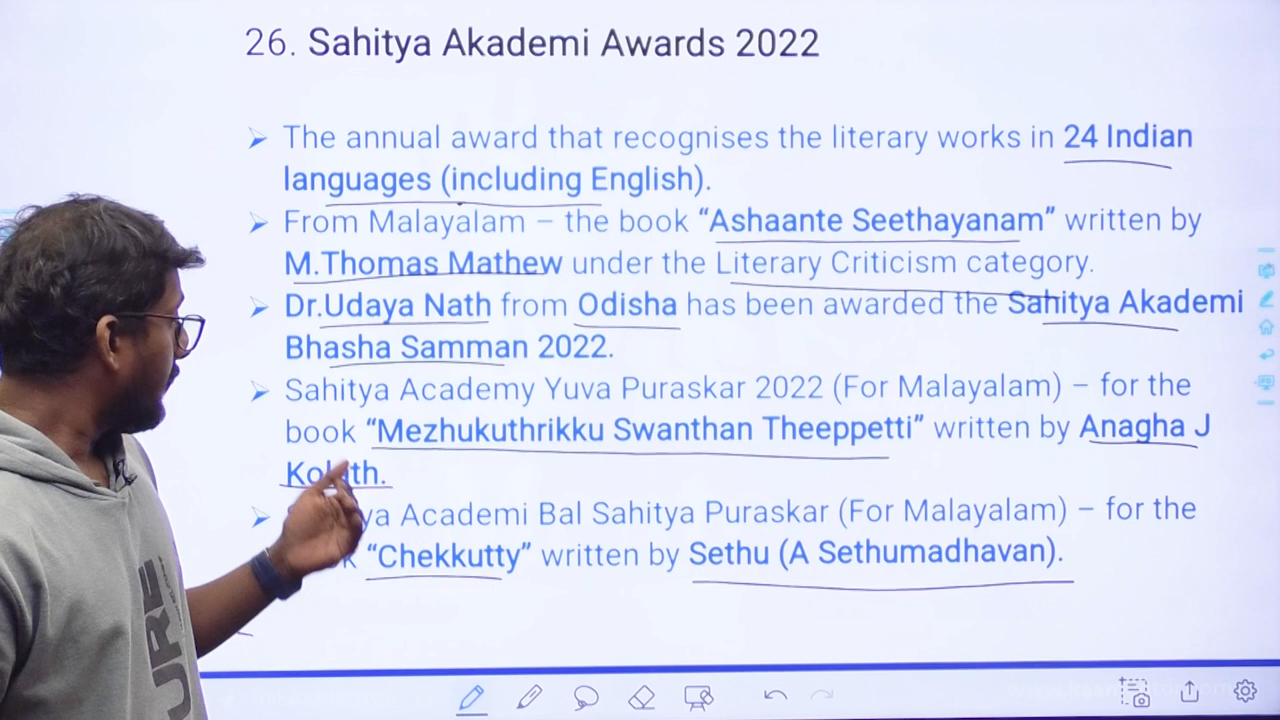 26. Sahitya Akademi Awards 2022
The annual award that recognises the literary works in 24 Indian
languages (including English).
From Malayalam – the book “Ashaante Seethayanam” written by
M.Thomas Mathew under the Literary Criticism category.
Dr.Udaya Nath from Odisha has been awarded the Sahitya Akademi
Bhasha Samman 2022.
Sahitya Academy Yuva Puraskar 2022 (For Malayalam) – for the
book “Mezhukuthrikku Swanthan Theeppetti” written by Anagha J
Academi Bal Sahitya Puraskar (For Malayalam) – for the
“Chekkutty” written by Sethu (A Sethumadhavan).
URE